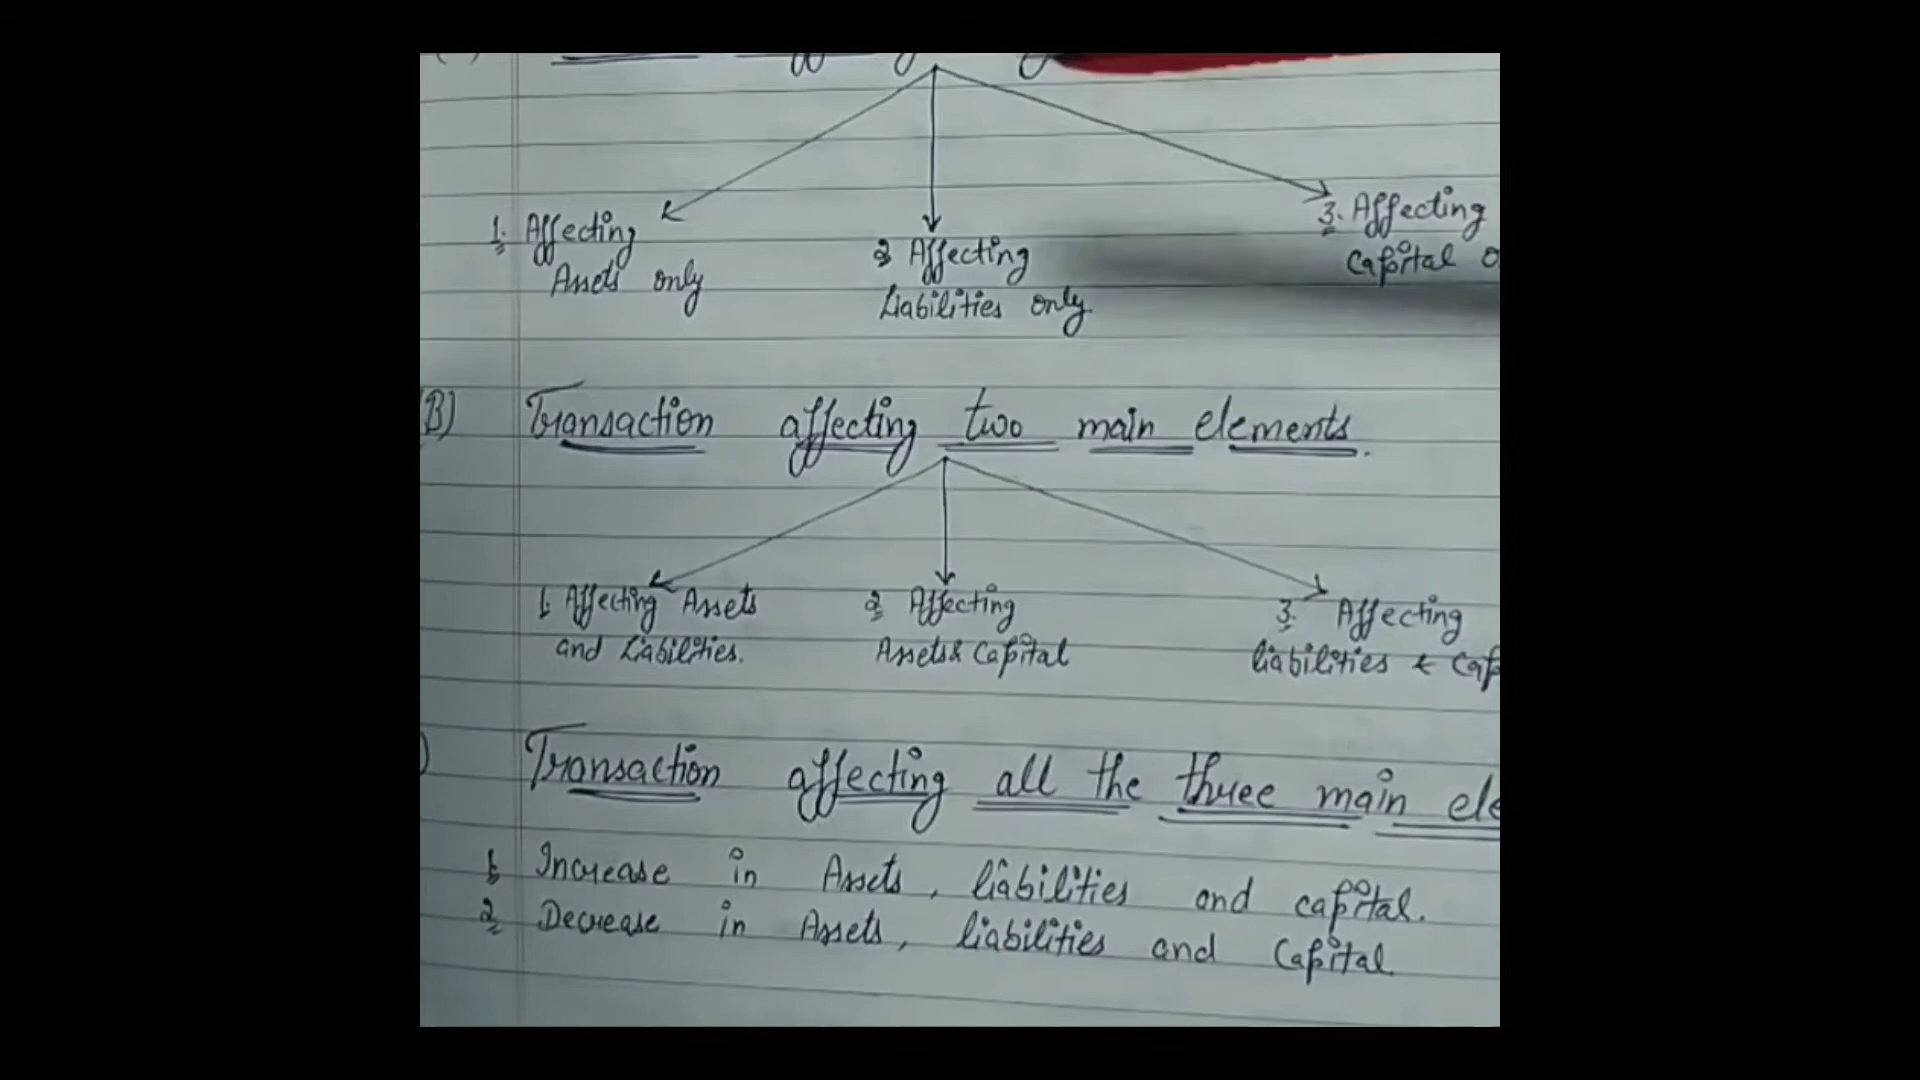 1. Affecting
Assets only
2 Affecting
Liabilities only
3. Affecting
Capital
(B) Transaction affecting two main elements.
1. Affecting Assets
and Liabilities.
2 Affecting
Assets & Capital
3. Affecting
liabilities &
Transaction affecting all the three main
1. Increase in Assets, liabilities and capital.
2 Decrease in Assets, liabilities and Capital